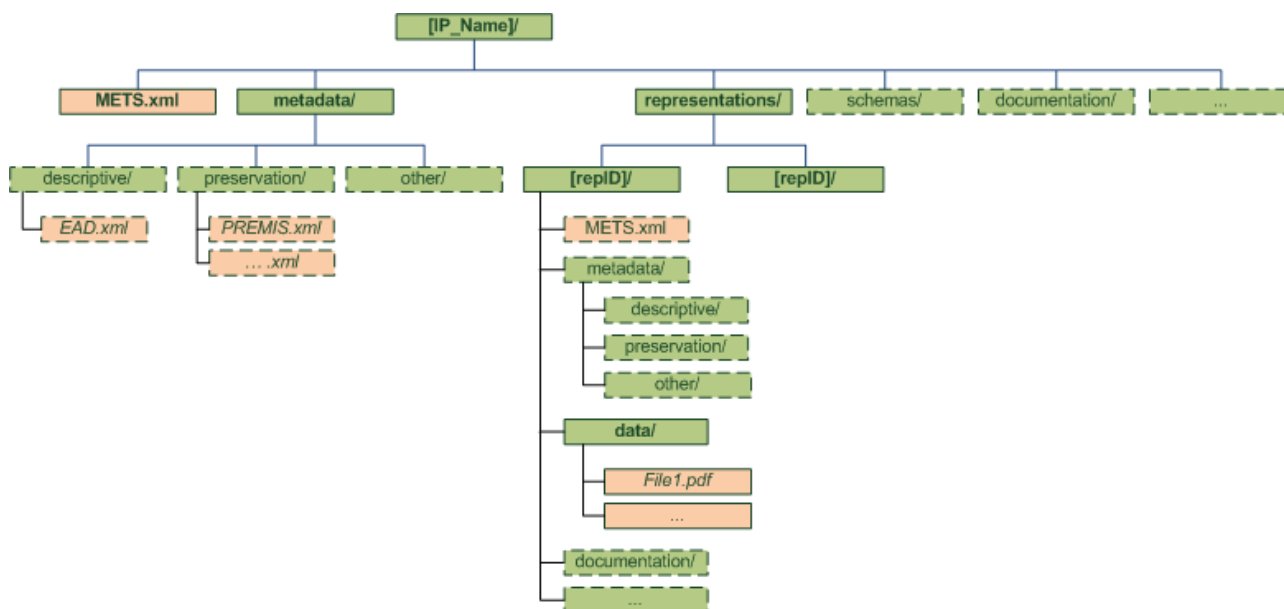 [IP_Name]/
METS.xml
metadata/
representations/
schemas/
documentation/
...
descriptive/
preservation/
other/
[repID]/
[repID]/
EAD.xml
PREMIS.xml
... .xml
METS.xml
metadata/
descriptive/
preservation/
other/
data/
File1.pdf
...
documentation/
...